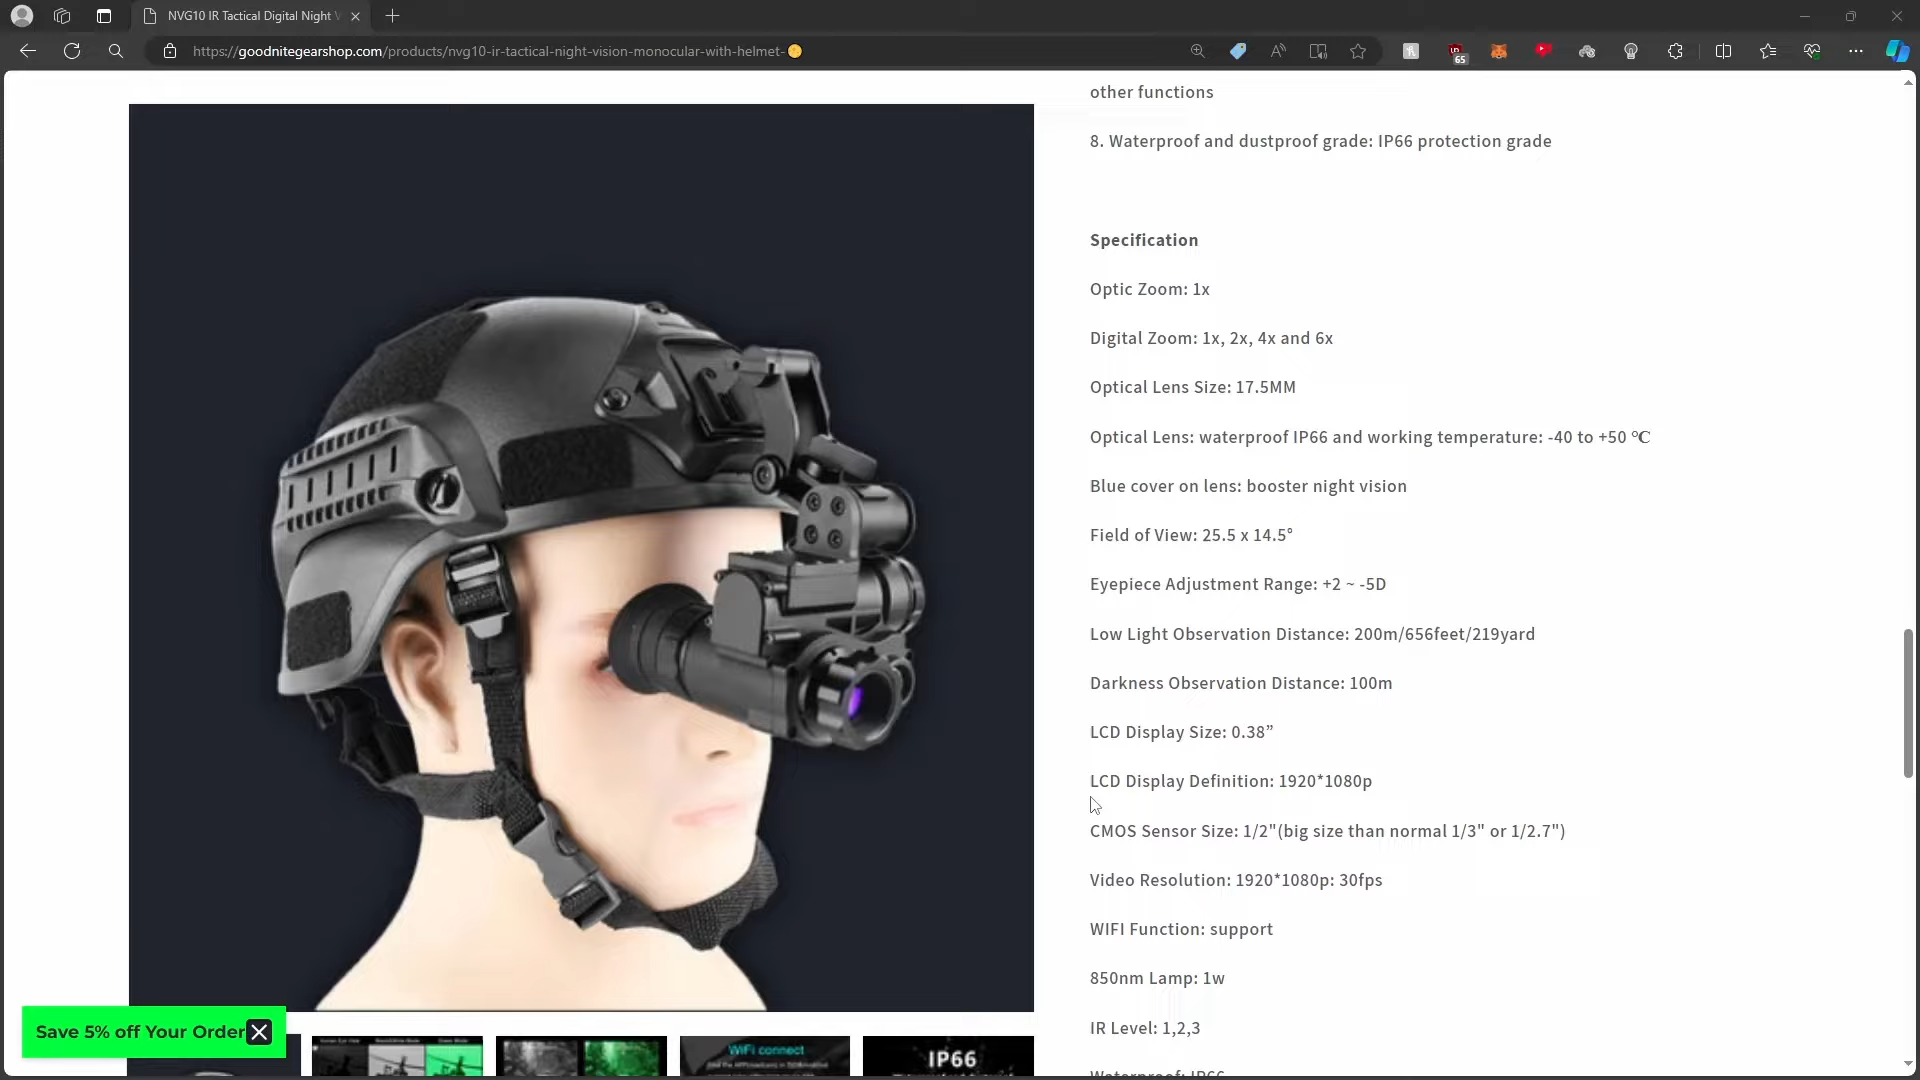 NVG10 IR Tactical Digital Night V
https://goodnitegearshop.com/products/nvg10-ir-tactical-night-vision-monocular-with-helmet-
65
other functions
8. Waterproof and dustproof grade: IP66 protection grade
Specification
Optic Zoom: 1x
Digital Zoom: 1x, 2x, 4x and 6x
Optical Lens Size: 17.5MM
Optical Lens: waterproof IP66 and working temperature: -40 to +50 ℃
Blue cover on lens: booster night vision
Field of View: 25.5 x 14.5°
Eyepiece Adjustment Range: +2 ~ -5D
Low Light Observation Distance: 200m/656feet/219yard
Darkness Observation Distance: 100m
LCD Display Size: 0.38”
LCD Display Definition: 1920*1080p
CMOS Sensor Size: 1/2"(big size than normal 1/3" or 1/2.7")
Video Resolution: 1920*1080p: 30fps
WIFI Function: support
850nm Lamp: 1w
IR Level: 1,2,3
Waterproof: IP66
Save 5% off Your Order
WiFi connect
IP66